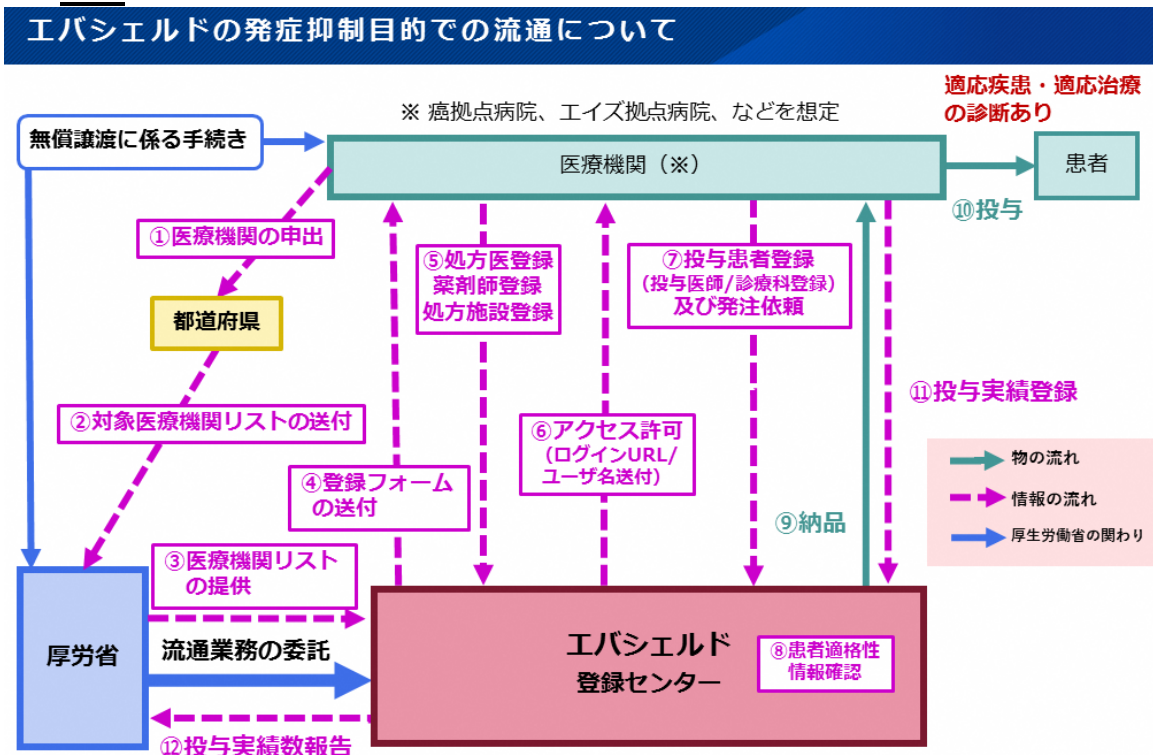 エバシェルドの発症抑制目的での流通について
適応疾患・適応治療
の診断あり
※ 癌拠点病院、エイズ拠点病院、などを想定
無償譲渡に係る手続き
医療機関（※）
患者
⑩投与
①医療機関の申出
⑤処方医登録
薬剤師登録
処方施設登録
⑦投与患者登録
(投与医師/診療科登録)
及び発注依頼
都道府県
⑪投与実績登録
②対象医療機関リストの送付
⑥アクセス許可
(ログインURL/
ユーザ名送付)
④登録フォーム
の送付
⑨納品
物の流れ
情報の流れ
厚生労働省の関わり
③医療機関リスト
の提供
厚労省
流通業務の委託
エバシェルド
登録センター
⑧患者適格性
情報確認
⑫投与実績数報告